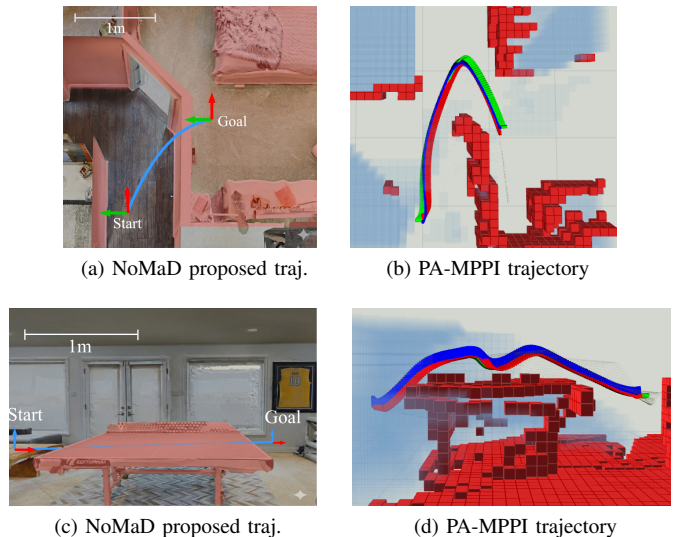 1m
Goal
Start
(a) NoMaD proposed traj.
(b) PA-MPPI trajectory
1m
Start
Goal
(c) NoMaD proposed traj.
(d) PA-MPPI trajectory